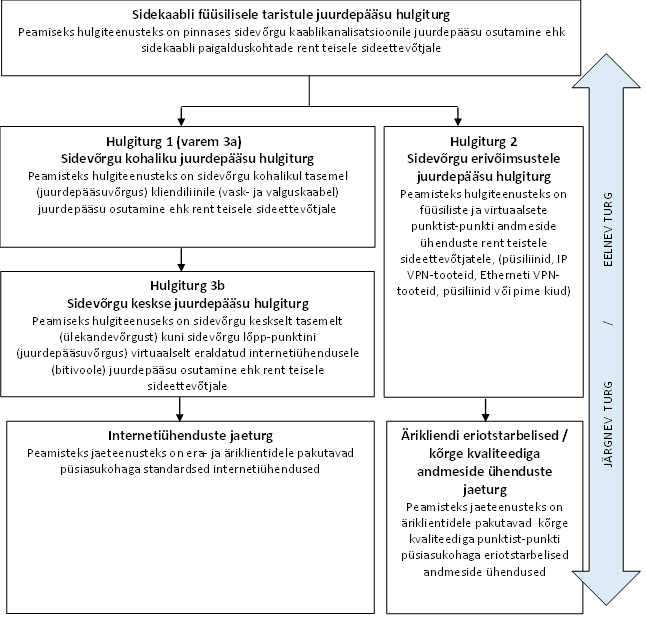 Sidekaabli füüsilisele taristule juurdepääsu hulgiturg
Peamiseks hulgiteenusteks on pinnases sidevõrgu kaablikanalisatsioonile juurdepääsu osutamine ehk
sidekaabli paigalduskohtade rent teisele sideettevõtjale
Hulgiturg 1 (varem 3a)
Sidevõrgu kohaliku juurdepääsu hulgiturg
Peamisteks hulgiteenusteks on sidevõrgu kohalikul tasemel
(juurdepääsuvõrgus) kliendiliinile (vask- ja valguskaabel)
juurdepääsu osutamine ehk rent teisele sideettevõtjale
Hulgiturg 2
Sidevõrgu erivõimsustele
juurdepääsu hulgiturg
Peamisteks hulgiteenusteks on
füüsiliste ja virtuaalsete
punktist-punkti andmeside
ühenduste rent teistele
sideettevõtjatele, (püsiliinid, IP
VPN-tooteid, Etherneti VPN-
tooteid, püsiliinid või pime kiud)
Hulgiturg 3b
Sidevõrgu keskse juurdepääsu hulgiturg
Peamiseks hulgiteenuseks on sidevõrgu keskselt tasemelt
(ülekandevõrgust) kuni sidevõrgu lõpp-punktini
(juurdepääsuvõrgus) virtuaalselt eraldatud internetiühendusele
(bitivoole) juurdepääsu osutamine ehk rent teisele
sideettevõtjale
Internetiühenduste jaeturg
Peamisteks jaeteenusteks on era- ja äriklientidele pakutavad
püsiasukohaga standardsed internetiühendused
Ärikliendi eriotstarbelised /
kõrge kvaliteediga
andmeside ühenduste
jaeturg
Peamisteks jaeteenusteks on
äriklientidele pakutavad kõrge
kvaliteediga punktist-punkti
püsiasukohaga eriotstarbelised
andmeside ühendused
JÄRGNEV TURG / EELNEV TURG